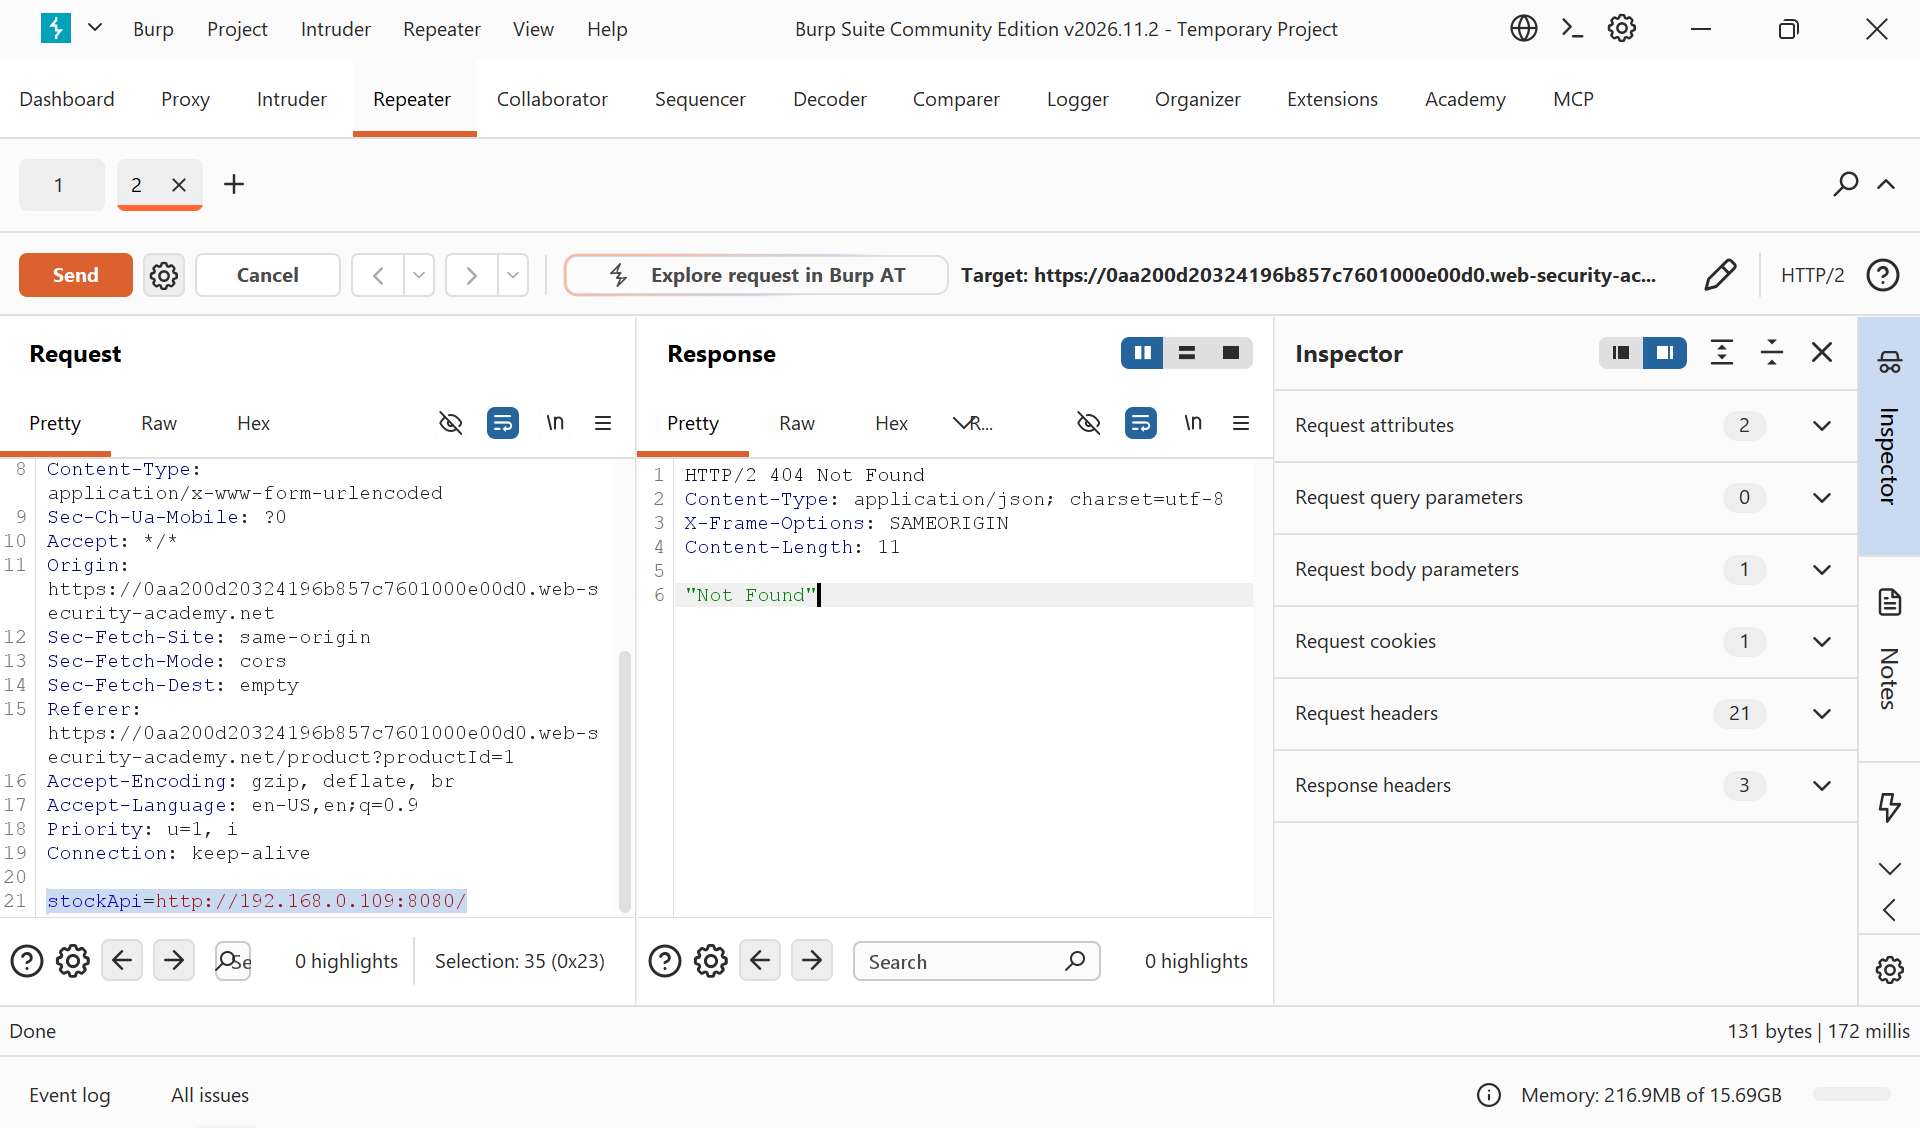 Burp Project Intruder Repeater View Help Burp Suite Community Edition v2026.11.2 - Temporary Project
Dashboard Proxy Intruder Repeater Collaborator Sequencer Decoder Comparer Logger Organizer Extensions Academy MCP
1 2
Send Cancel Explore request in Burp AT Target: https://0aa200d20324196b857c7601000e00d0.web-security-ac... HTTP/2
Request
Pretty Raw Hex \n
8 Content-Type:
application/x-www-form-urlencoded
9 Sec-Ch-Ua-Mobile: ?0
10 Accept: */*
11 Origin:
https://0aa200d20324196b857c7601000e00d0.web-s
ecurity-academy.net
12 Sec-Fetch-Site: same-origin
13 Sec-Fetch-Mode: cors
14 Sec-Fetch-Dest: empty
15 Referer:
https://0aa200d20324196b857c7601000e00d0.web-s
ecurity-academy.net/product?productId=1
16 Accept-Encoding: gzip, deflate, br
17 Accept-Language: en-US,en;q=0.9
18 Priority: u=1, i
19 Connection: keep-alive
20
21 stockApi=http://192.168.0.109:8080/
Se 0 highlights Selection: 35 (0x23)
Response
Pretty Raw Hex R... \n
1 HTTP/2 404 Not Found
2 Content-Type: application/json; charset=utf-8
3 X-Frame-Options: SAMEORIGIN
4 Content-Length: 11
5
6 "Not Found"
Search 0 highlights
Inspector
Request attributes 2
Request query parameters 0
Request body parameters 1
Request cookies 1
Request headers 21
Response headers 3
Inspector
Notes
Done 131 bytes | 172 millis
Event log All issues Memory: 216.9MB of 15.69GB